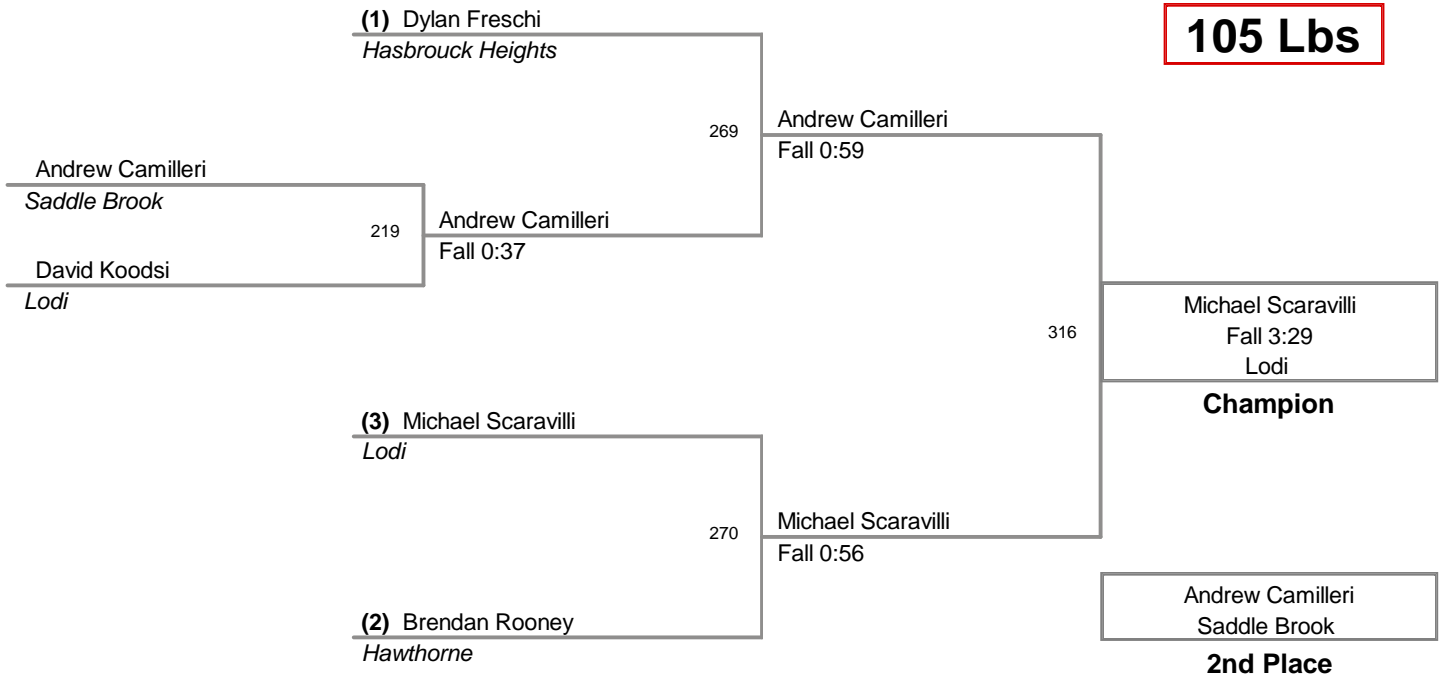 (1) Dylan Freschi
Hasbrouck Heights
105 Lbs
269
Andrew Camilleri
Fall 0:59
Andrew Camilleri
Saddle Brook
219
Andrew Camilleri
Fall 0:37
David Koodsi
Lodi
316
Michael Scaravilli
Fall 3:29
Lodi
Champion
(3) Michael Scaravilli
Lodi
270
Michael Scaravilli
Fall 0:56
(2) Brendan Rooney
Hawthorne
Andrew Camilleri
Saddle Brook
2nd Place